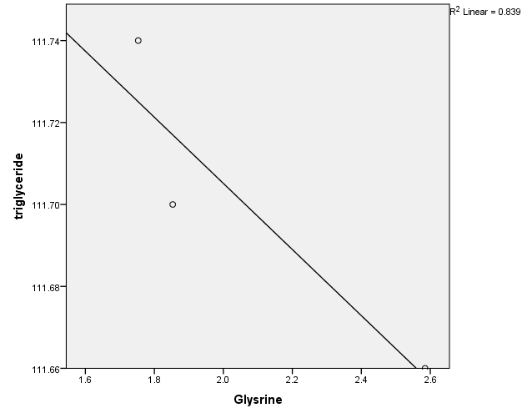 R2 Linear = 0.839
111.74
111.72
111.70
111.68
111.66
triglyceride
1.6 1.8 2.0 2.2 2.4 2.6
Glysrine